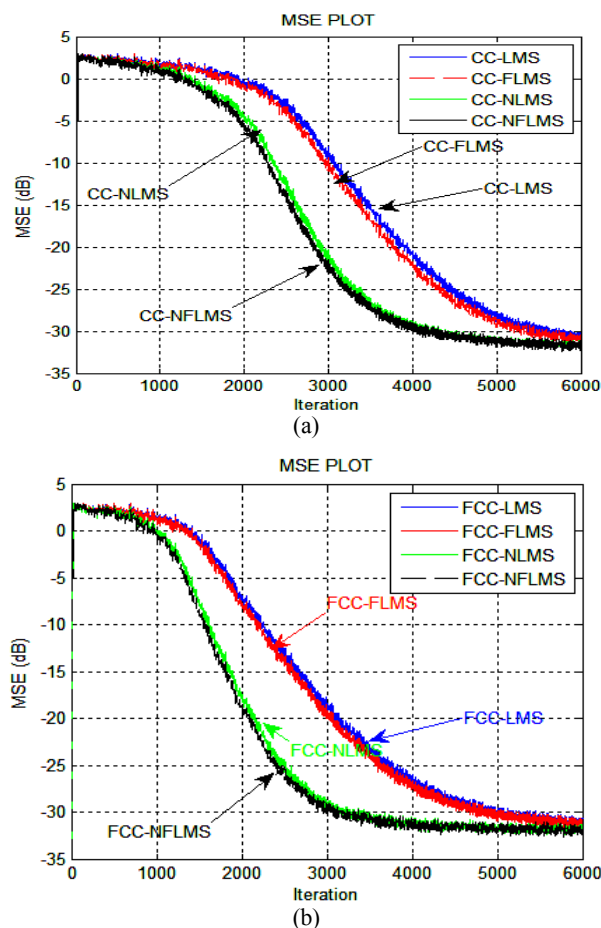 MSE PLOT
5
0
-5
-10
-15
-20
-25
-30
-35
MSE (dB)
CC-LMS
CC-FLMS
CC-NLMS
CC-NFLMS
CC-FLMS
CC-NLMS
CC-LMS
CC-NFLMS
0 1000 2000 3000 4000 5000 6000
Iteration
(a)
MSE PLOT
5
0
-5
-10
-15
-20
-25
-30
-35
MSE (dB)
FCC-LMS
FCC-FLMS
FCC-NLMS
FCC-NFLMS
FCC-FLMS
FCC-LMS
FCC-NLMS
FCC-NFLMS
0 1000 2000 3000 4000 5000 6000
Iteration
(b)